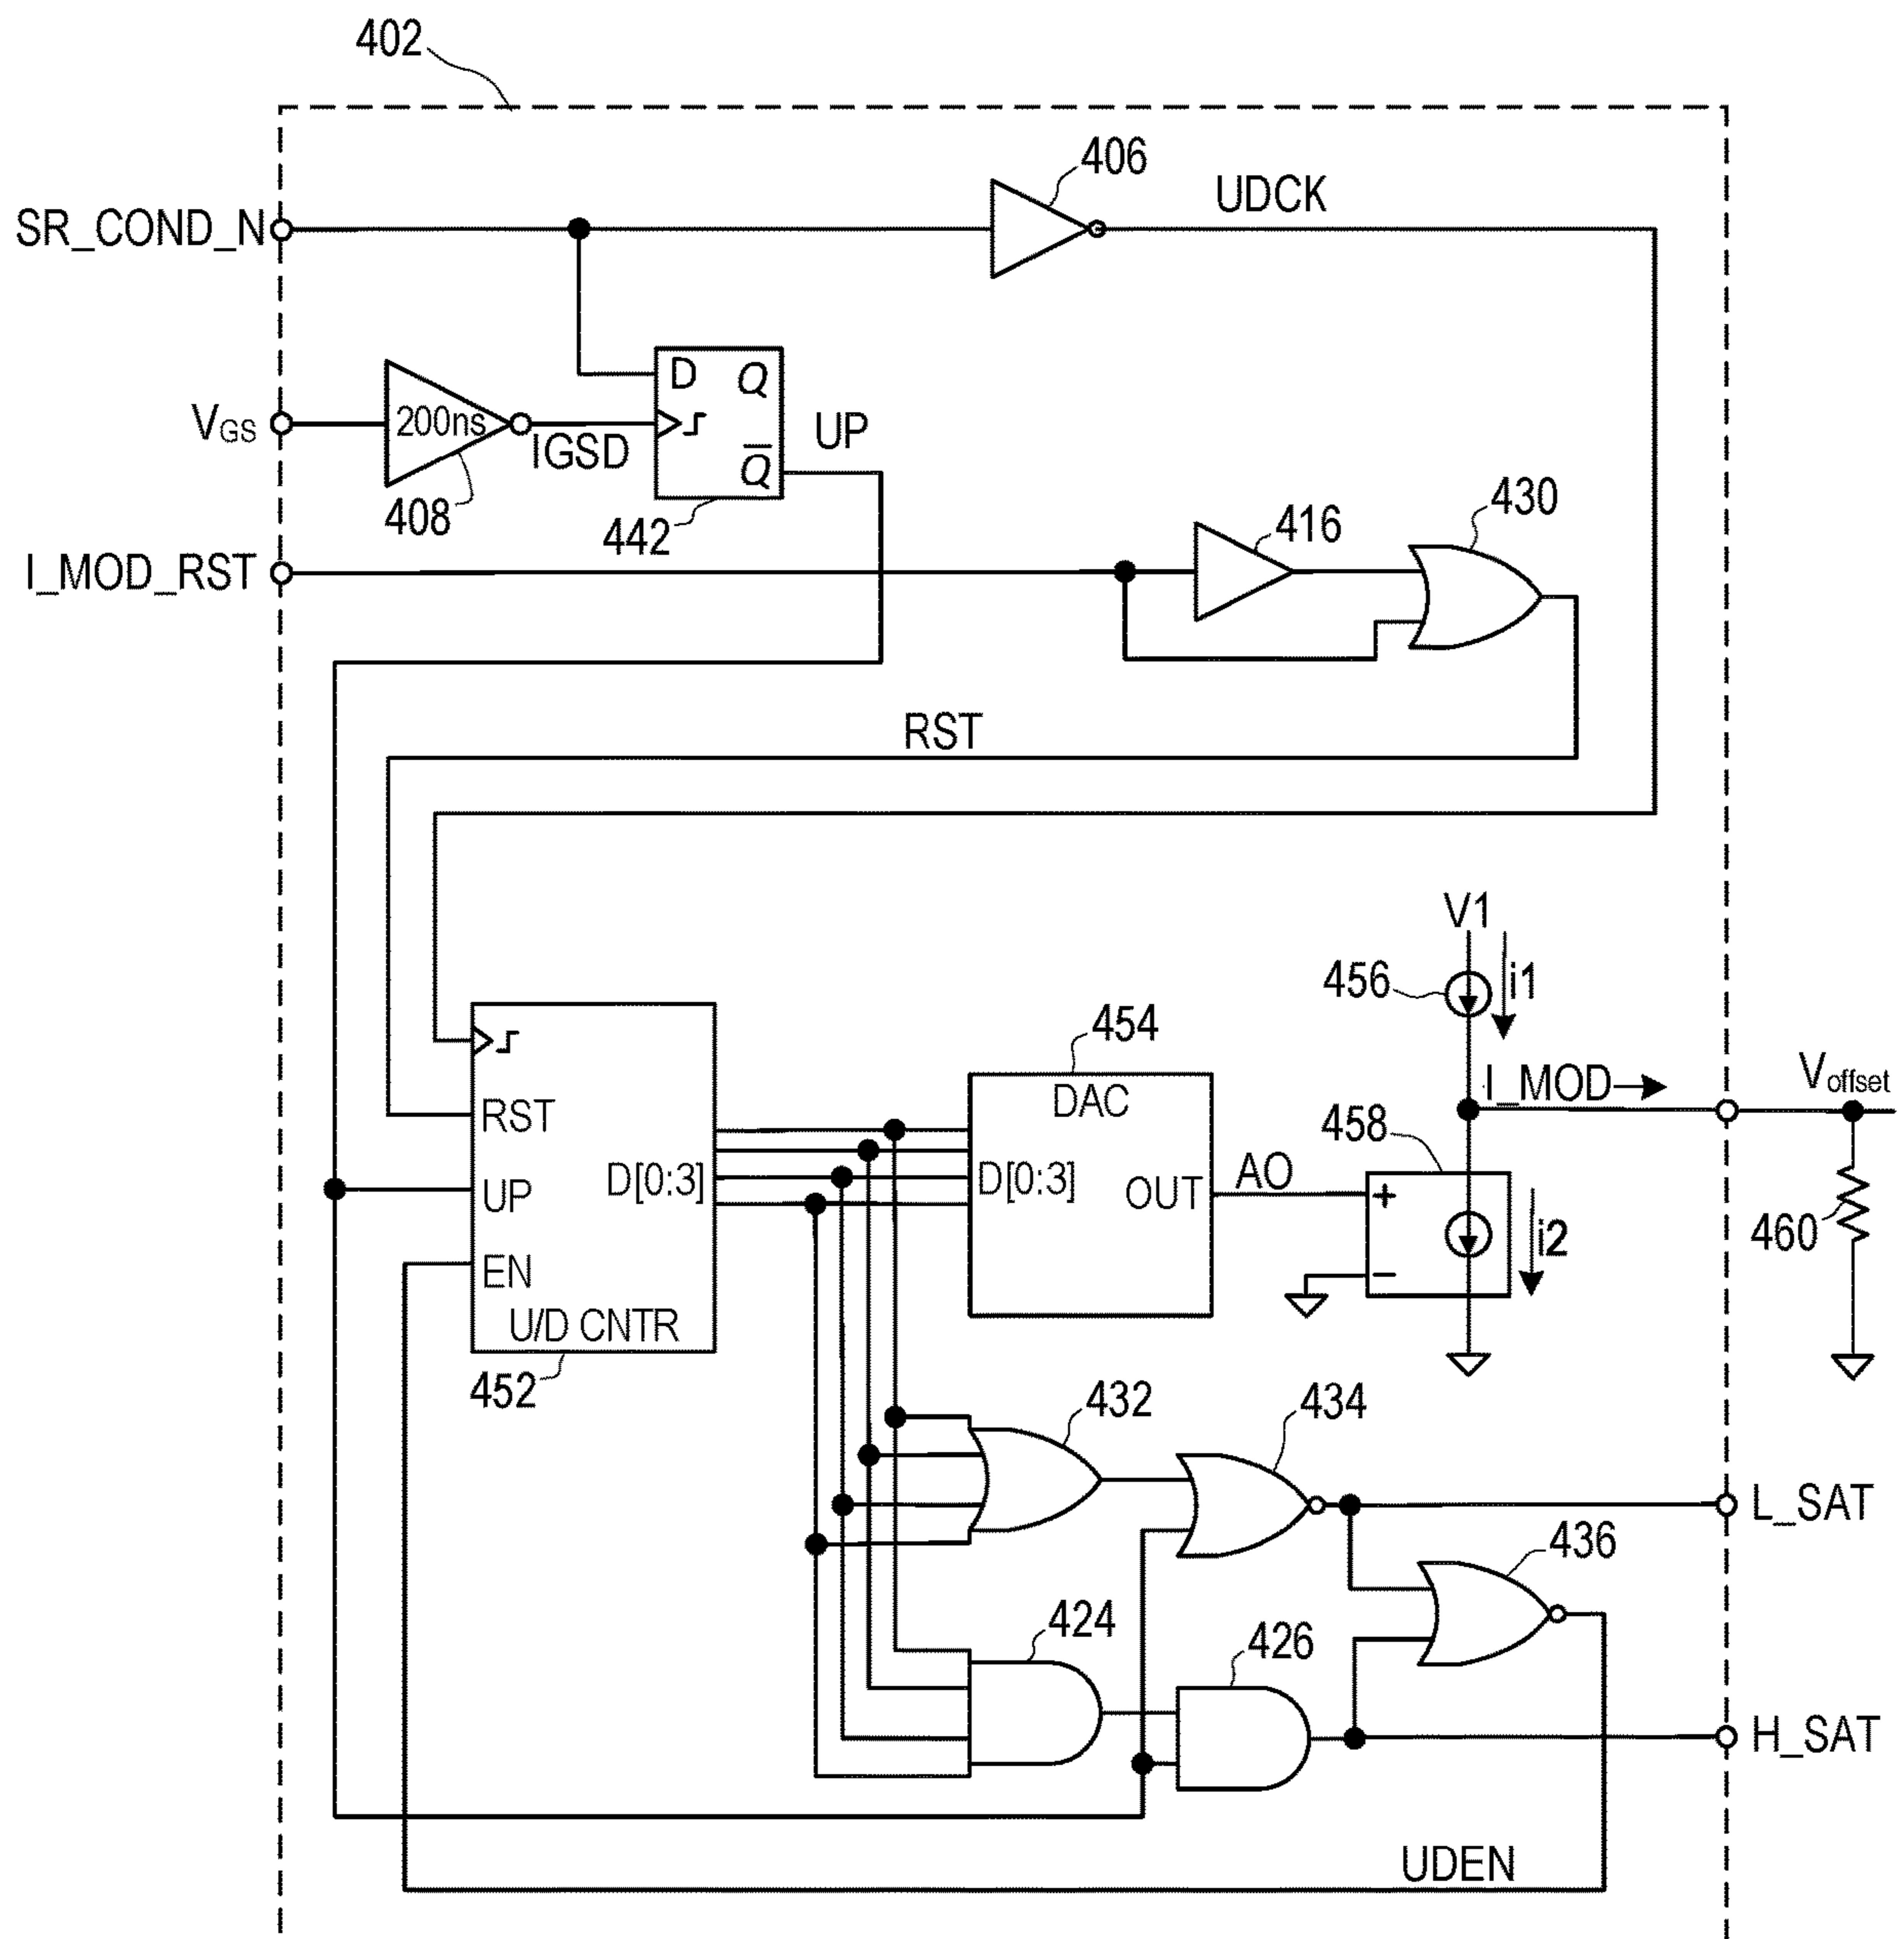 402
406
UDCK
SR_COND_N
D Q
V_GS
200ns
IGSD
Q̅
UP
408
442
I_MOD_RST
416
430
RST
V1
456
i1
454
I_MOD
V_offset
DAC
458
RST
D[0:3]
D[0:3]
AO
UP
OUT
+
460
i2
EN
−
U/D CNTR
452
432
434
L_SAT
436
424
426
H_SAT
UDEN